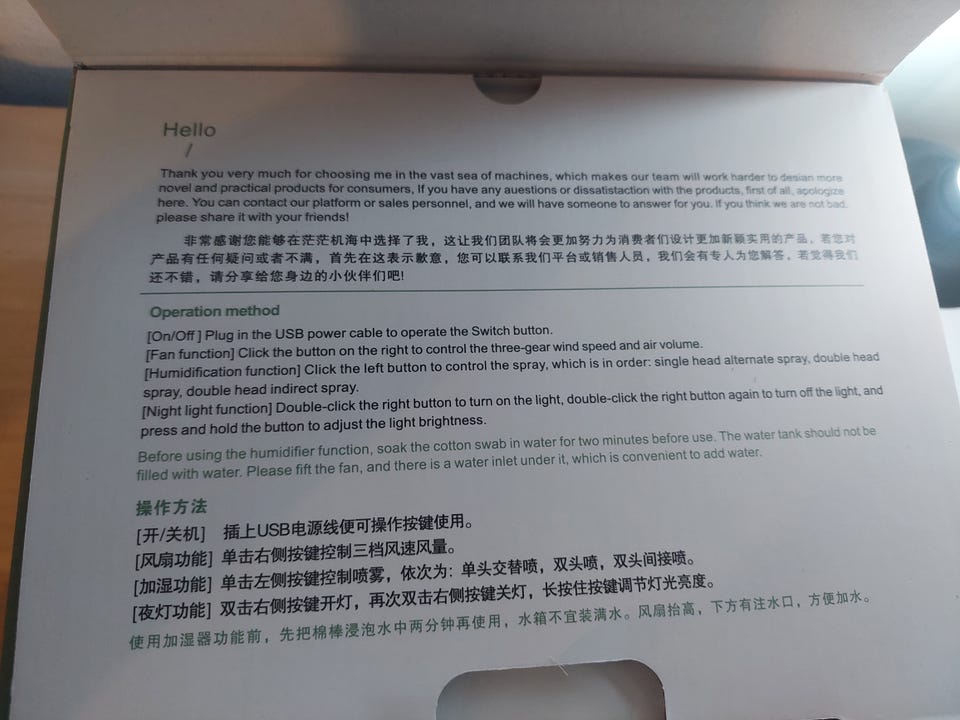 Hello
/
Thank you very much for choosing me in the vast sea of machines, which makes our team will work harder to desian more
novel and practical products for consumers, If you have any auestions or dissatistaction with the products, first of all, apologize
here. You can contact our platform or sales personnel, and we will have someone to answer for you. If you think we are not bad,
please share it with your friends!
非常感谢您能够在茫茫机海中选择了我，这让我们团队将会更加努力为消费者们设计更加新颖实用的产品，若您对
产品有任何疑问或者不满，首先在这表示歉意，您可以联系我们平台或销售人员，我们会有专人为您解答，若觉得我们
还不错，请分享给您身边的小伙伴们吧!
Operation method
[On/Off ] Plug in the USB power cable to operate the Switch button.
[Fan function] Click the button on the right to control the three-gear wind speed and air volume.
[Humidification function] Click the left button to control the spray, which is in order: single head alternate spray, double head
spray, double head indirect spray.
[Night light function] Double-click the right button to turn on the light, double-click the right button again to turn off the light, and
press and hold the button to adjust the light brightness.
Before using the humidifier function, soak the cotton swab in water for two minutes before use. The water tank should not be
filled with water. Please fift the fan, and there is a water inlet under it, which is convenient to add water.
操作方法
[开/关机] 插上USB电源线便可操作按键使用。
[风扇功能] 单击右侧按键控制三档风速风量。
[加湿功能] 单击左侧按键控制喷雾，依次为: 单头交替喷，双头喷，双头间接喷。
[夜灯功能] 双击右侧按键开灯，再次双击右侧按键关灯，长按住按键调节灯光亮度。
使用加湿器功能前，先把棉棒浸泡水中两分钟再使用，水箱不宜装满水。风扇抬高，下方有注水口，方便加水。